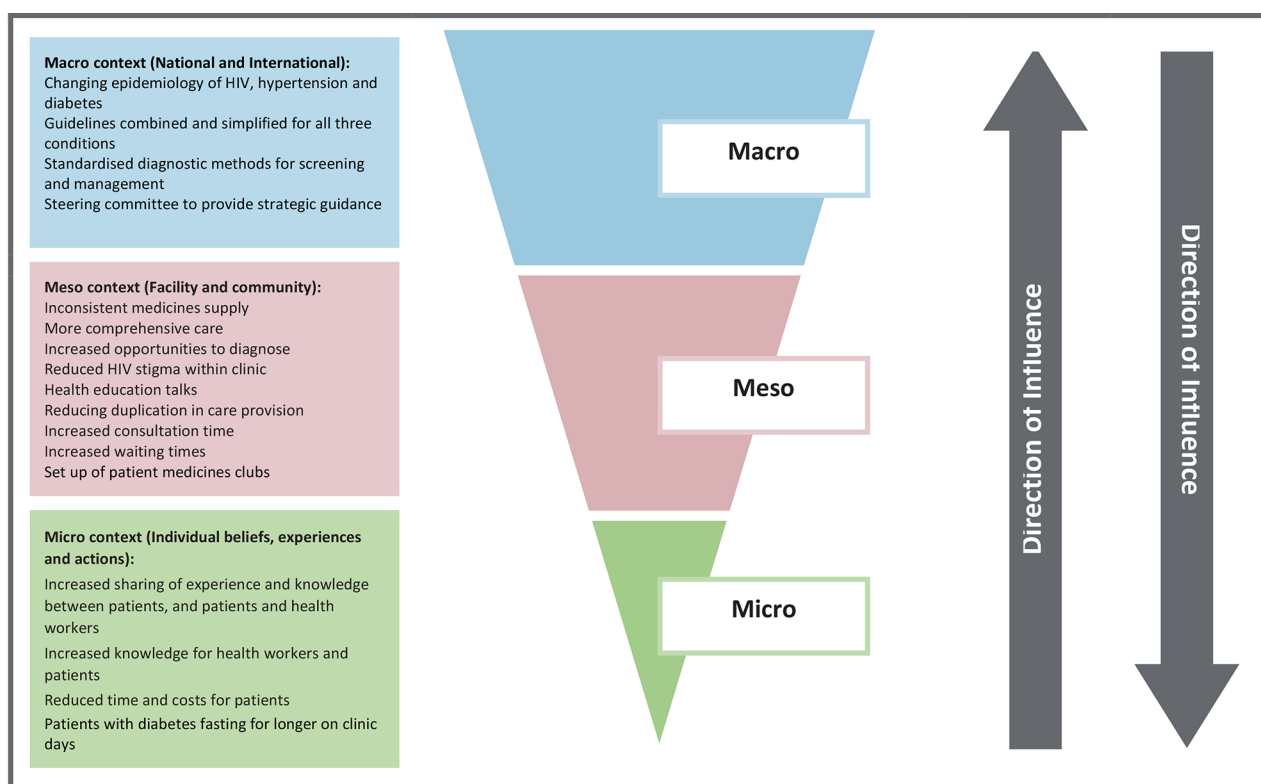 Macro context (National and International):
Changing epidemiology of HIV, hypertension and
diabetes
Guidelines combined and simplified for all three
conditions
Standardised diagnostic methods for screening
and management
Steering committee to provide strategic guidance
Meso context (Facility and community):
Inconsistent medicines supply
More comprehensive care
Increased opportunities to diagnose
Reduced HIV stigma within clinic
Health education talks
Reducing duplication in care provision
Increased consultation time
Increased waiting times
Set up of patient medicines clubs
Micro context (Individual beliefs, experiences
and actions):
Increased sharing of experience and knowledge
between patients, and patients and health
workers
Increased knowledge for health workers and
patients
Reduced time and costs for patients
Patients with diabetes fasting for longer on clinic
days
Macro
Meso
Micro
Direction of Influence
Direction of Influence